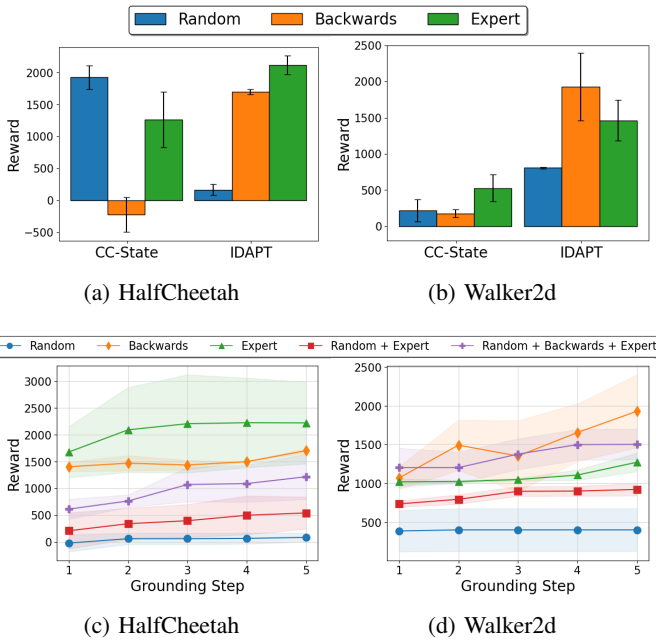 Random Backwards Expert
2000
1500
1000
500
0
−500
Reward
CC-State IDAPT
(a) HalfCheetah
2500
2000
1500
1000
500
0
Reward
CC-State IDAPT
(b) Walker2d
Random Backwards Expert Random + Expert Random + Backwards + Expert
3000
2500
2000
1500
1000
500
0
Reward
1 2 3 4 5
Grounding Step
(c) HalfCheetah
2500
2000
1500
1000
500
Reward
1 2 3 4 5
Grounding Step
(d) Walker2d